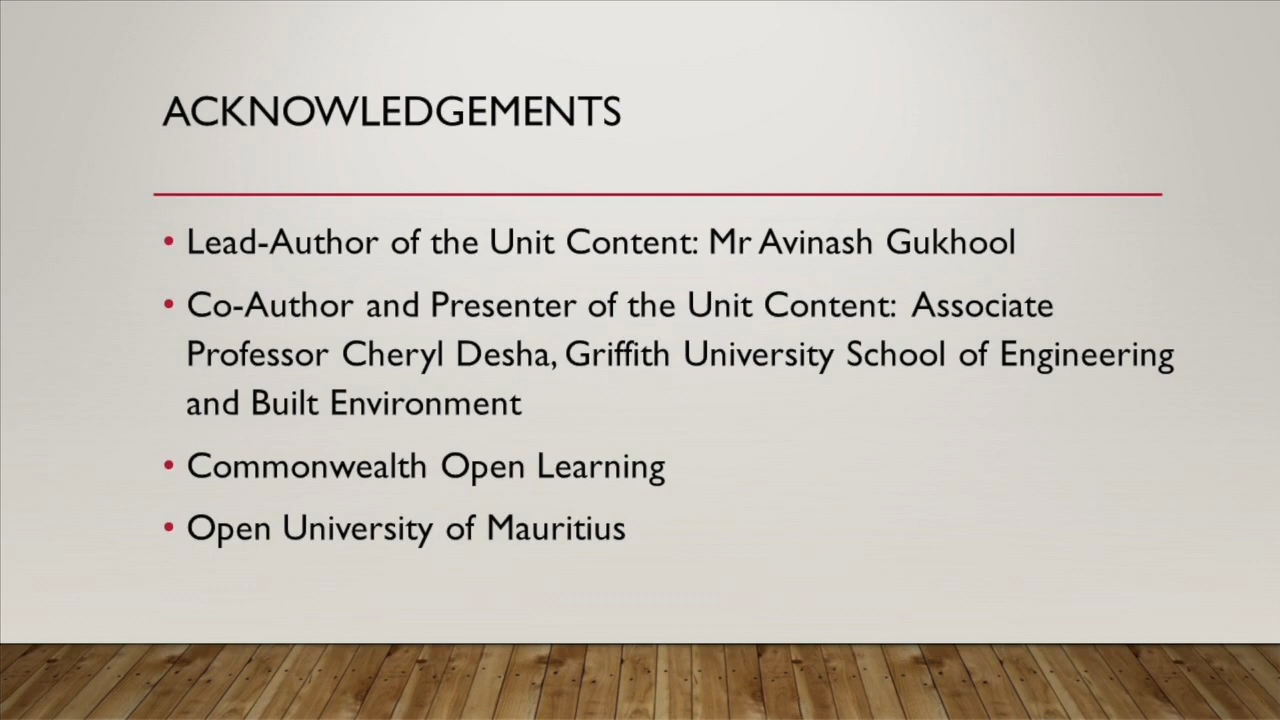 ACKNOWLEDGEMENTS
• Lead-Author of the Unit Content: Mr Avinash Gukhool
• Co-Author and Presenter of the Unit Content: Associate
Professor Cheryl Desha, Griffith University School of Engineering
and Built Environment
• Commonwealth Open Learning
• Open University of Mauritius